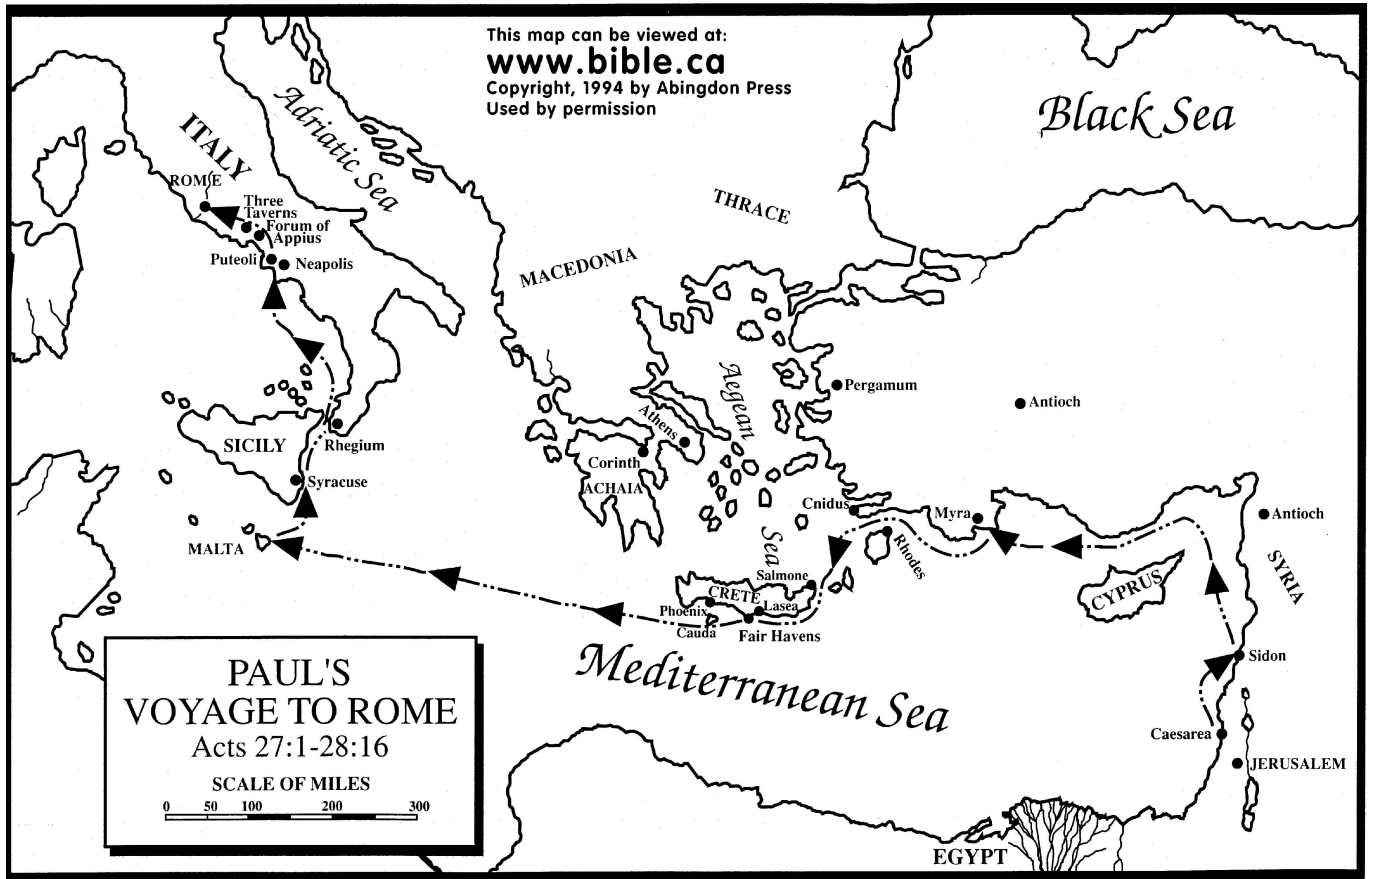 This map can be viewed at:
www.bible.ca
Copyright, 1994 by Abingdon Press
Used by permission
Black Sea
Adriatic Sea
ITALY
ROME
Three
Taverns
Forum of
Appius
Puteoli
Neapolis
THRACE
MACEDONIA
Aegean
Sea
Pergamum
Antioch
Athens
Corinth
ACHAIA
SICILY
Rhegium
Syracuse
MALTA
Cnidus
Myra
Rhodes
Antioch
SYRIA
CYPRUS
Salmone
CRETE
Phoenix
Lasea
Cauda
Fair Havens
Mediterranean Sea
Sidon
Caesarea
JERUSALEM
EGYPT
PAUL'S
VOYAGE TO ROME
Acts 27:1-28:16
SCALE OF MILES
0 50 100 200 300